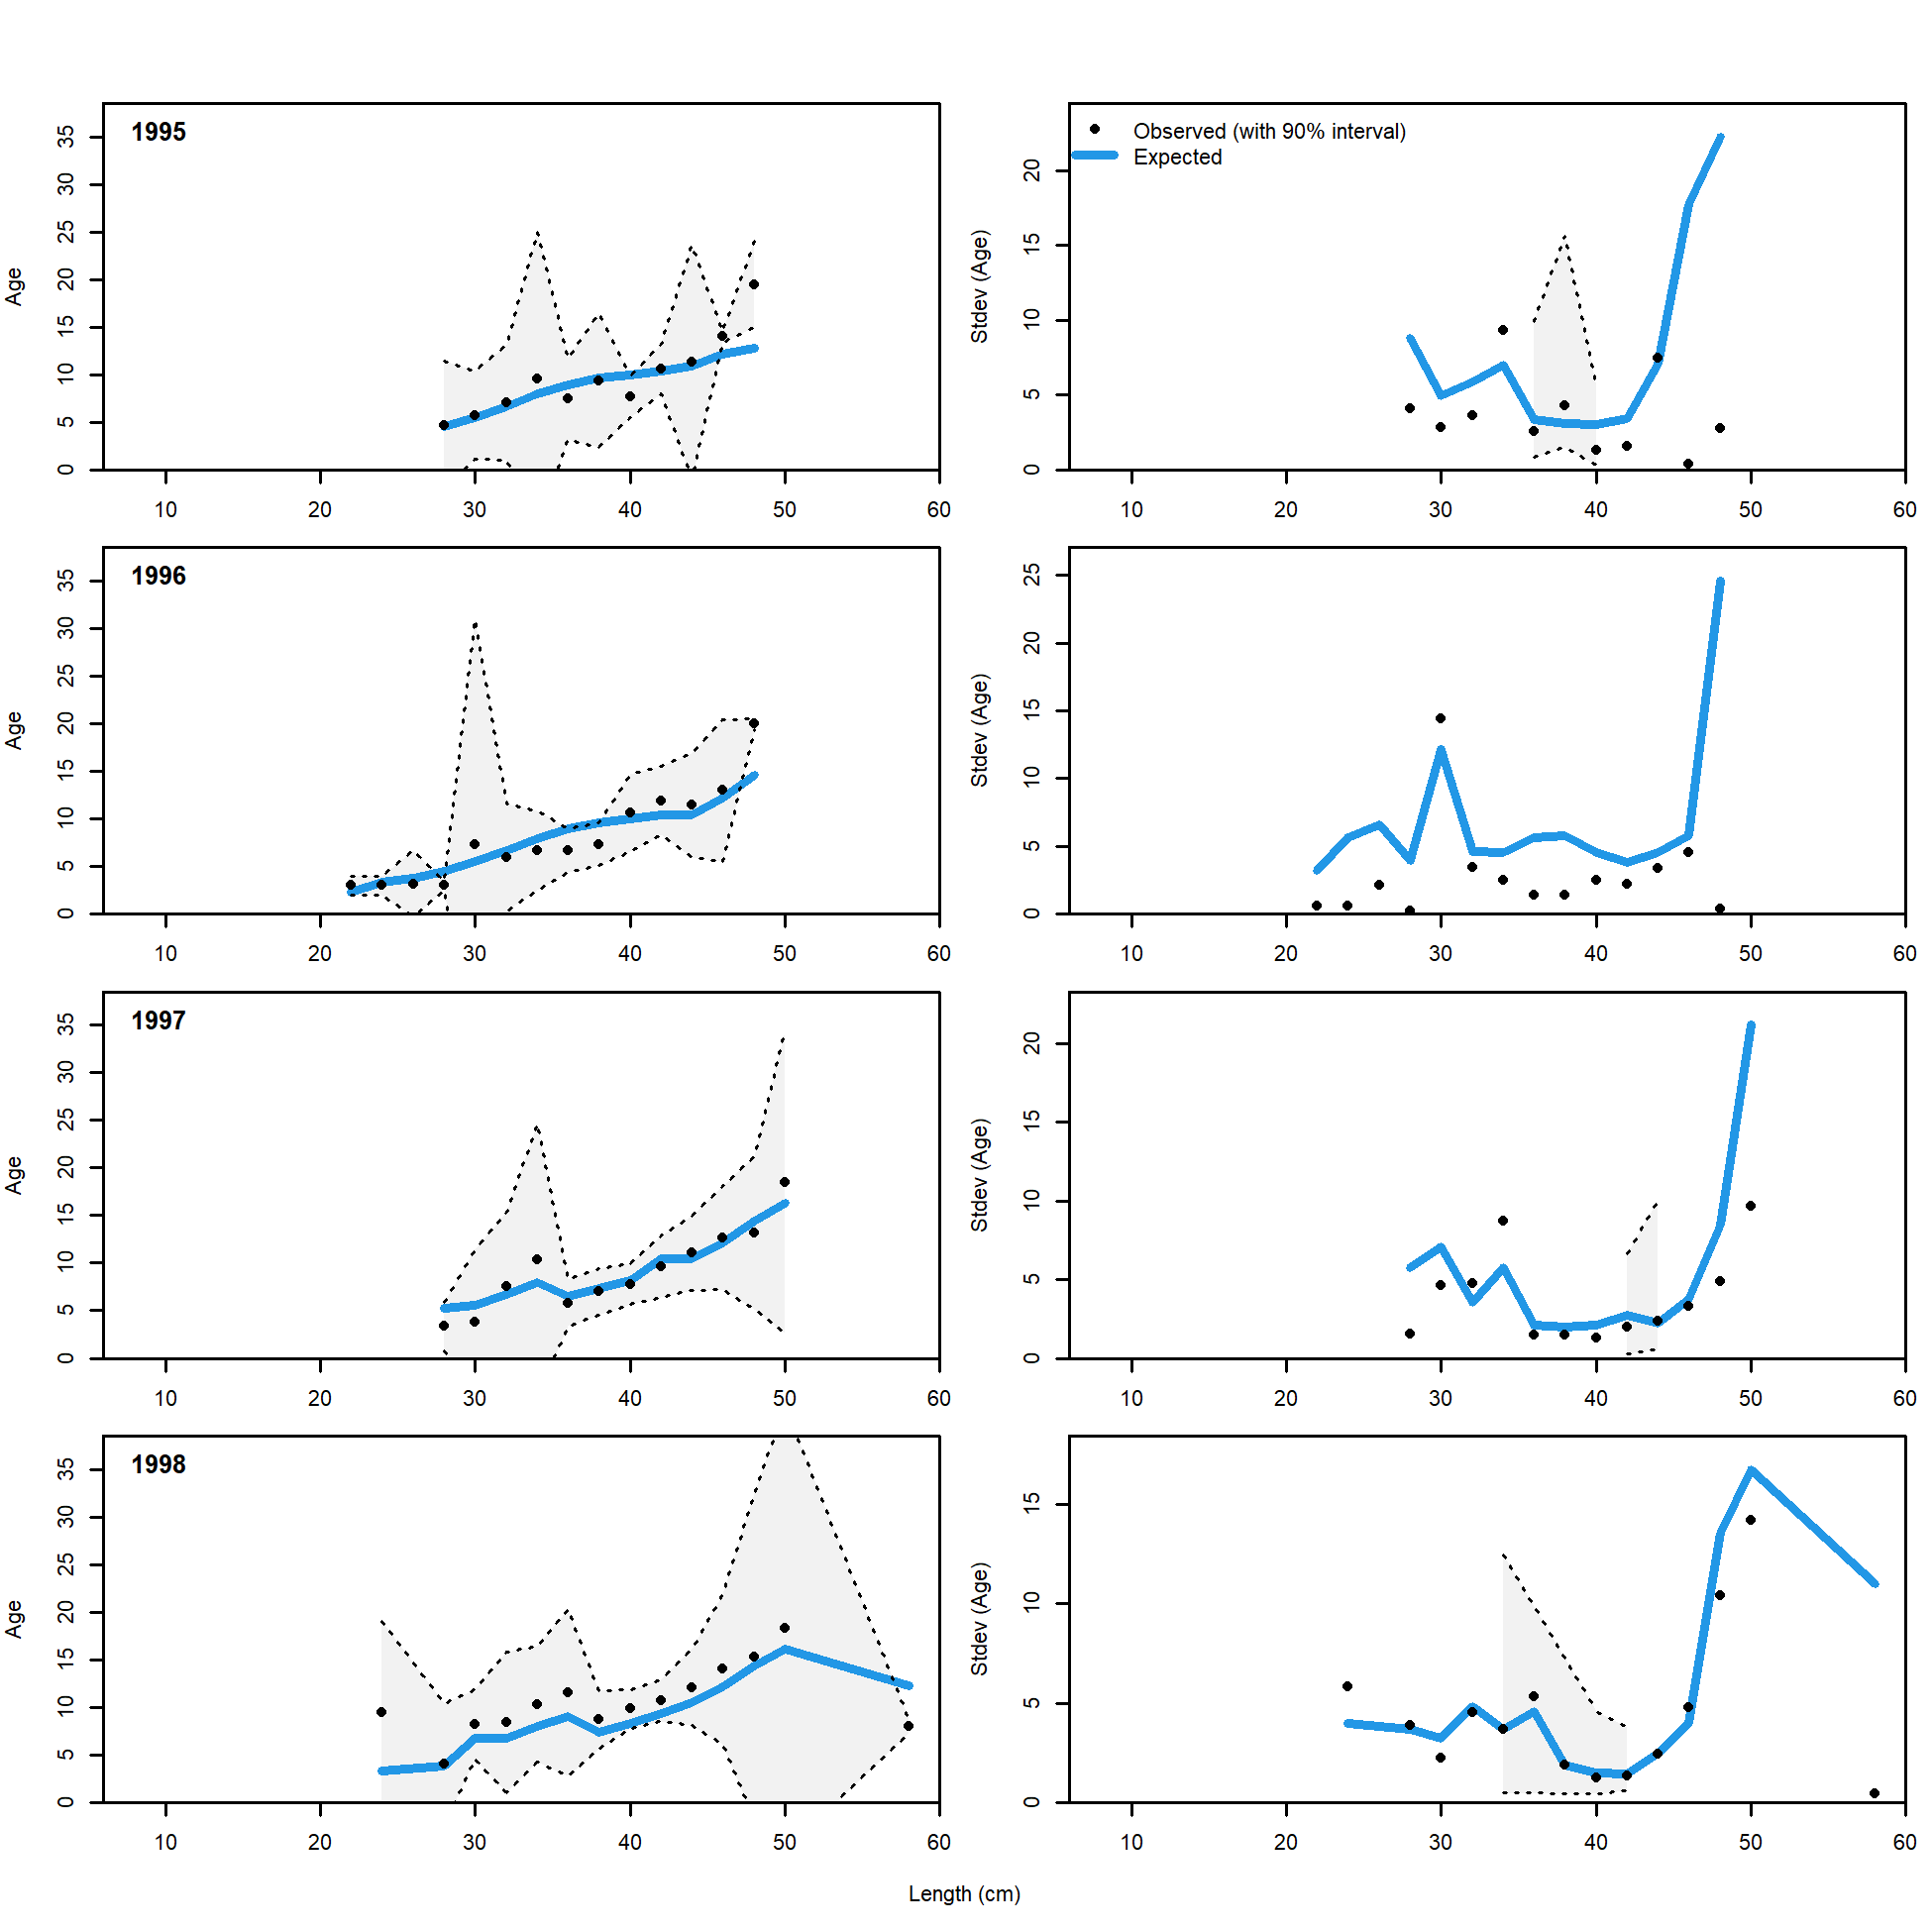 1995
Age
0 5 10 15 20 25 30 35
10 20 30 40 50 60
Observed (with 90% interval)
Expected
Stdev (Age)
0 5 10 15 20
10 20 30 40 50 60
1996
Age
0 5 10 15 20 25 30 35
10 20 30 40 50 60
Stdev (Age)
0 5 10 15 20 25
10 20 30 40 50 60
1997
Age
0 5 10 15 20 25 30 35
10 20 30 40 50 60
Stdev (Age)
0 5 10 15 20
10 20 30 40 50 60
1998
Age
0 5 10 15 20 25 30 35
10 20 30 40 50 60
Stdev (Age)
0 5 10 15
10 20 30 40 50 60
Length (cm)